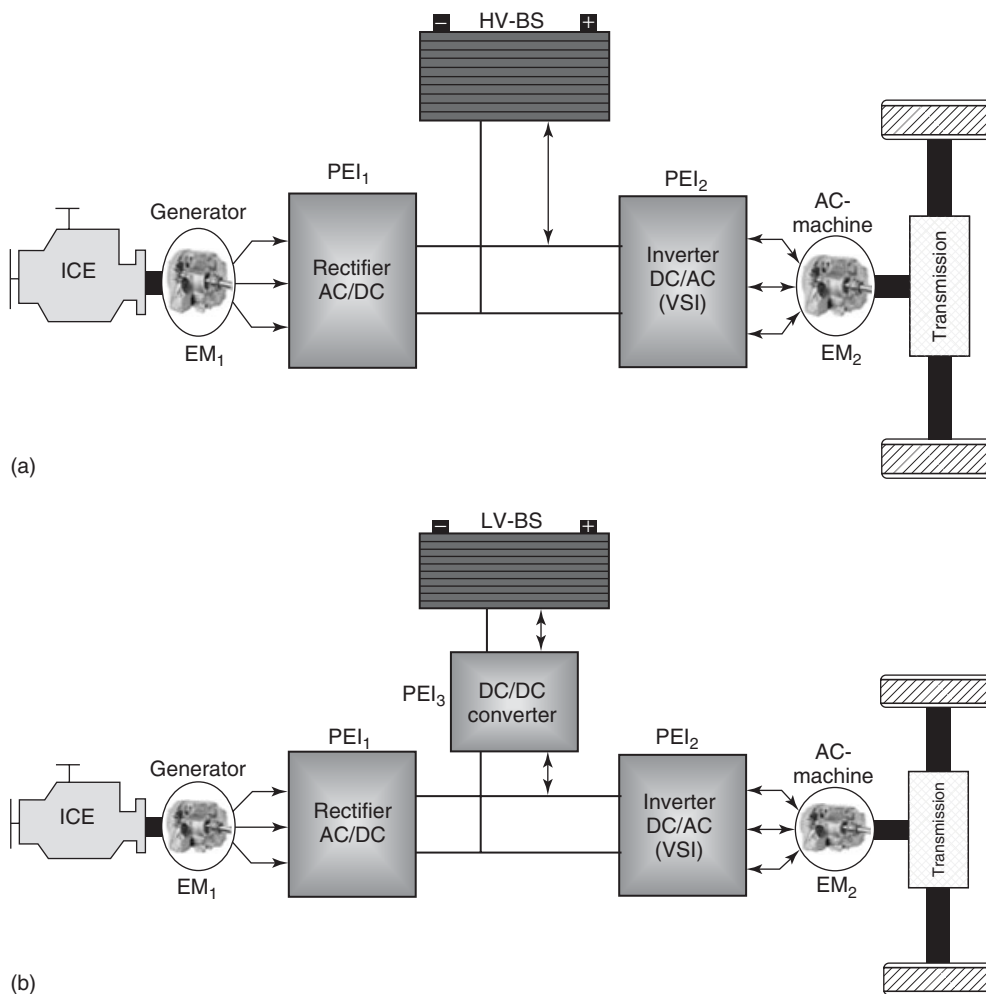 HV-BS
− +
PEI₁
PEI₂
Generator
AC-
machine
ICE
Rectifier
AC/DC
Inverter
DC/AC
(VSI)
Transmission
EM₁
EM₂
(a)
LV-BS
− +
PEI₃
DC/DC
converter
PEI₁
PEI₂
Generator
AC-
machine
ICE
Rectifier
AC/DC
Inverter
DC/AC
(VSI)
Transmission
EM₁
EM₂
(b)